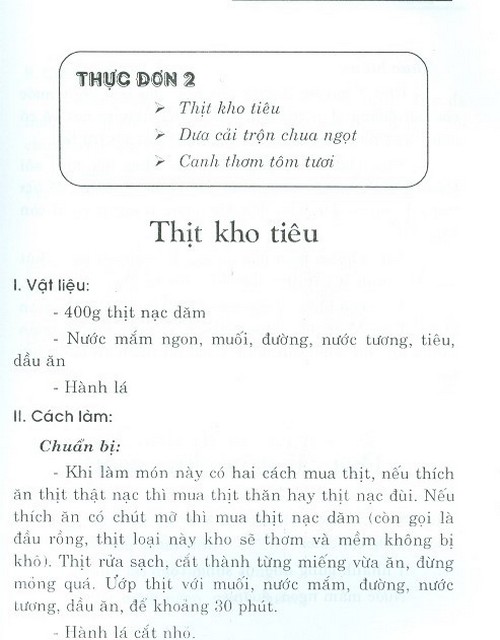 THỰC ĐƠN 2
➢ Thịt kho tiêu
➢ Dưa cải trộn chua ngọt
➢ Canh thơm tôm tươi
Thịt kho tiêu
I. Vật liệu:
- 400g thịt nạc dăm
- Nước mắm ngon, muối, đường, nước tương, tiêu,
dầu ăn
- Hành lá
II. Cách làm:
Chuẩn bị:
- Khi làm món này có hai cách mua thịt, nếu thích
ăn thịt thật nạc thì mua thịt thăn hay thịt nạc đùi. Nếu
thích ăn có chút mỡ thì mua thịt nạc dăm (còn gọi là
đầu rồng, thịt loại này kho sẽ thơm và mềm không bị
khô). Thịt rửa sạch, cắt thành từng miếng vừa ăn, đừng
mỏng quá. Ướp thịt với muối, nước mắm, đường, nước
tương, dầu ăn, để khoảng 30 phút.
- Hành lá cắt nhỏ.